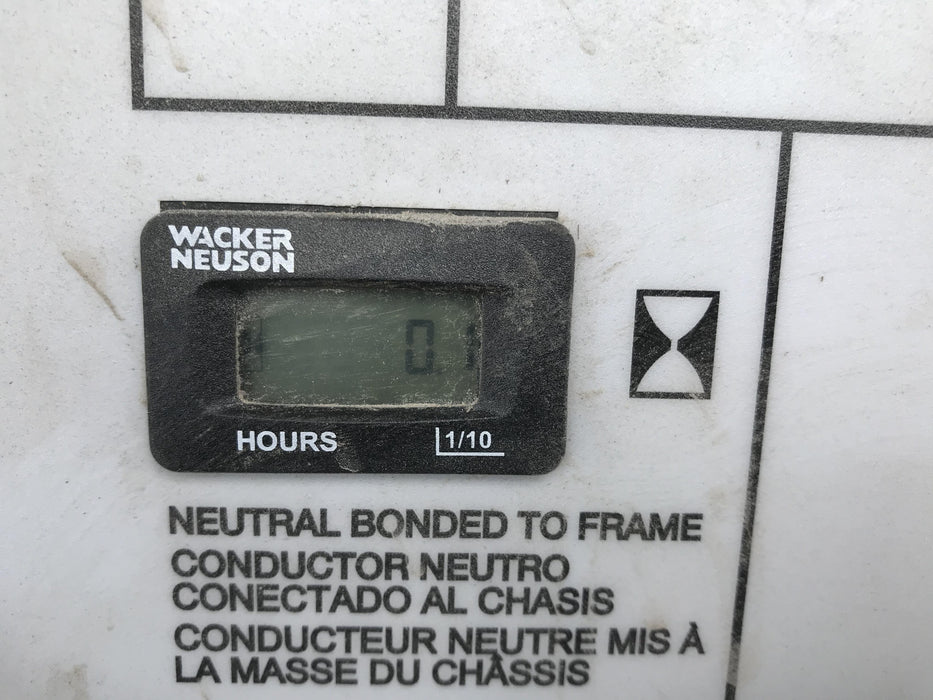 WACKER
NEUSON
0.1
HOURS 1/10
NEUTRAL BONDED TO FRAME
CONDUCTOR NEUTRO
CONECTADO AL CHASIS
CONDUCTEUR NEUTRE MIS À
LA MASSE DU CHÂSSIS